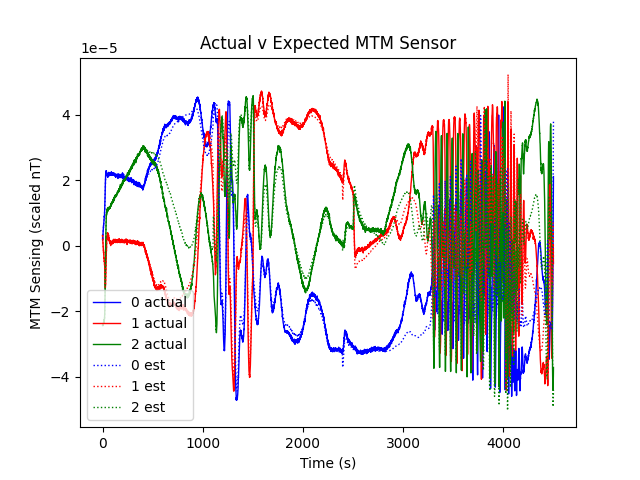 Actual v Expected MTM Sensor
1e−5
MTM Sensing (scaled nT)
4
2
0
−2
−4
0 actual
1 actual
2 actual
0 est
1 est
2 est
0 1000 2000 3000 4000
Time (s)